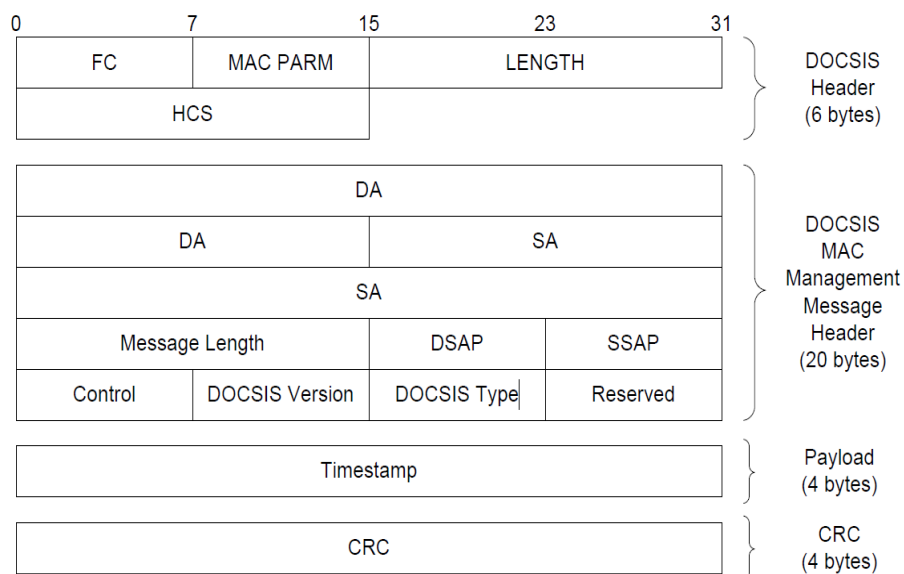 0 7 15 23 31
FC MAC PARM LENGTH
HCS
DOCSIS
Header
(6 bytes)
DA
DA SA
SA
Message Length DSAP SSAP
Control DOCSIS Version DOCSIS Type Reserved
DOCSIS
MAC
Management
Message
Header
(20 bytes)
Timestamp
Payload
(4 bytes)
CRC
CRC
(4 bytes)